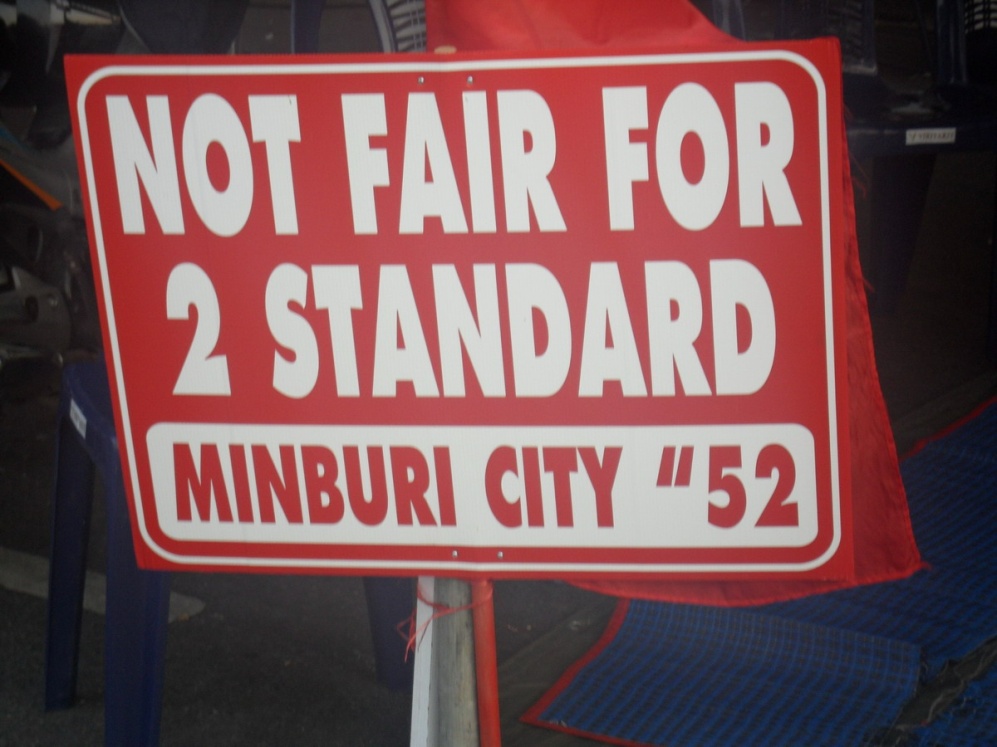 NOT FAIR FOR
2 STANDARD
MINBURI CITY "52